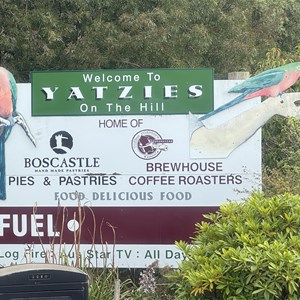 Welcome To
YATZIES
On The Hill
HOME OF
BOSCASTLE
HAND MADE PASTRIES
BREWHOUSE
PIES & PASTRIES COFFEE ROASTERS
FOOD DELICIOUS FOOD
FUEL
Log Fire Star TV : All Day